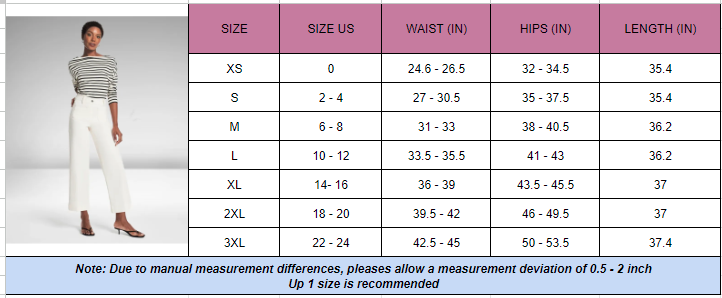 SIZE SIZE US WAIST (IN) HIPS (IN) LENGTH (IN)
XS 0 24.6 - 26.5 32 - 34.5 35.4
S 2 - 4 27 - 30.5 35 - 37.5 35.4
M 6 - 8 31 - 33 38 - 40.5 36.2
L 10 - 12 33.5 - 35.5 41 - 43 36.2
XL 14- 16 36 - 39 43.5 - 45.5 37
2XL 18 - 20 39.5 - 42 46 - 49.5 37
3XL 22 - 24 42.5 - 45 50 - 53.5 37.4
Note: Due to manual measurement differences, pleases allow a measurement deviation of 0.5 - 2 inch
Up 1 size is recommended